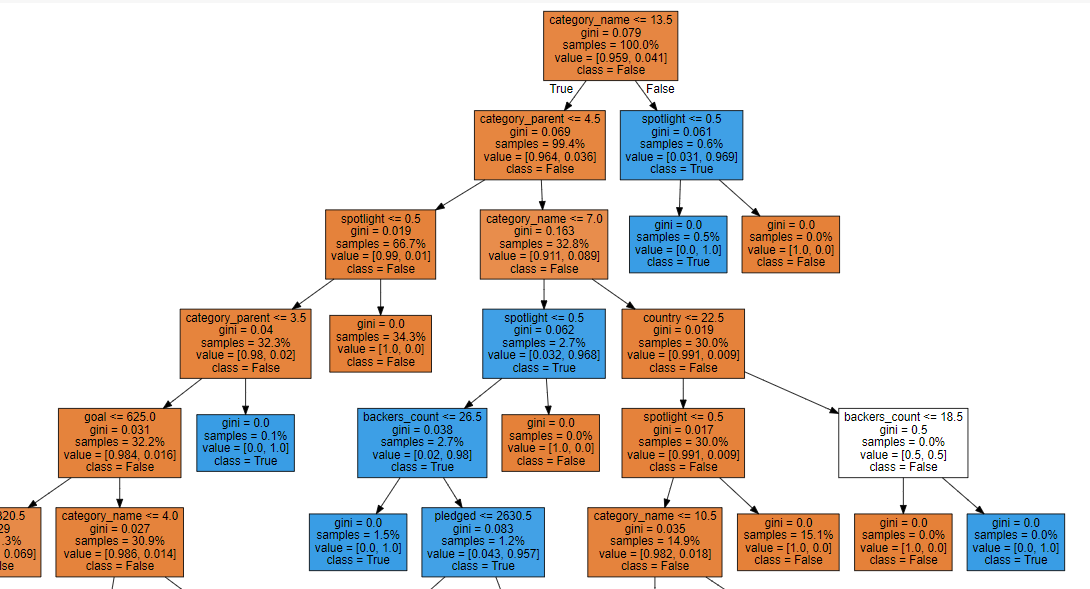 category_name <= 13.5
gini = 0.079
samples = 100.0%
value = [0.959, 0.041]
class = False
True
False
category_parent <= 4.5
gini = 0.069
samples = 99.4%
value = [0.964, 0.036]
class = False
spotlight <= 0.5
gini = 0.061
samples = 0.6%
value = [0.031, 0.969]
class = True
spotlight <= 0.5
gini = 0.019
samples = 66.7%
value = [0.99, 0.01]
class = False
category_name <= 7.0
gini = 0.163
samples = 32.8%
value = [0.911, 0.089]
class = False
gini = 0.0
samples = 0.5%
value = [0.0, 1.0]
class = True
gini = 0.0
samples = 0.0%
value = [1.0, 0.0]
class = False
category_parent <= 3.5
gini = 0.04
samples = 32.3%
value = [0.98, 0.02]
class = False
gini = 0.0
samples = 34.3%
value = [1.0, 0.0]
class = False
spotlight <= 0.5
gini = 0.062
samples = 2.7%
value = [0.032, 0.968]
class = True
country <= 22.5
gini = 0.019
samples = 30.0%
value = [0.991, 0.009]
class = False
goal <= 625.0
gini = 0.031
samples = 32.2%
value = [0.984, 0.016]
class = False
gini = 0.0
samples = 0.1%
value = [0.0, 1.0]
class = True
backers_count <= 26.5
gini = 0.038
samples = 2.7%
value = [0.02, 0.98]
class = True
gini = 0.0
samples = 0.0%
value = [1.0, 0.0]
class = False
spotlight <= 0.5
gini = 0.017
samples = 30.0%
value = [0.991, 0.009]
class = False
backers_count <= 18.5
gini = 0.5
samples = 0.0%
value = [0.5, 0.5]
class = False
320.5
29
.3%
0.069]
lse
category_name <= 4.0
gini = 0.027
samples = 30.9%
value = [0.986, 0.014]
class = False
gini = 0.0
samples = 1.5%
value = [0.0, 1.0]
class = True
pledged <= 2630.5
gini = 0.083
samples = 1.2%
value = [0.043, 0.957]
class = True
category_name <= 10.5
gini = 0.035
samples = 14.9%
value = [0.982, 0.018]
class = False
gini = 0.0
samples = 15.1%
value = [1.0, 0.0]
class = False
gini = 0.0
samples = 0.0%
value = [1.0, 0.0]
class = False
gini = 0.0
samples = 0.0%
value = [0.0, 1.0]
class = True